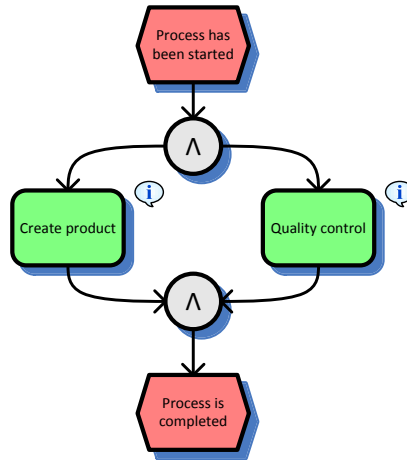 Process has
been started
Λ
i
i
Create product
Quality control
Λ
Process is
completed